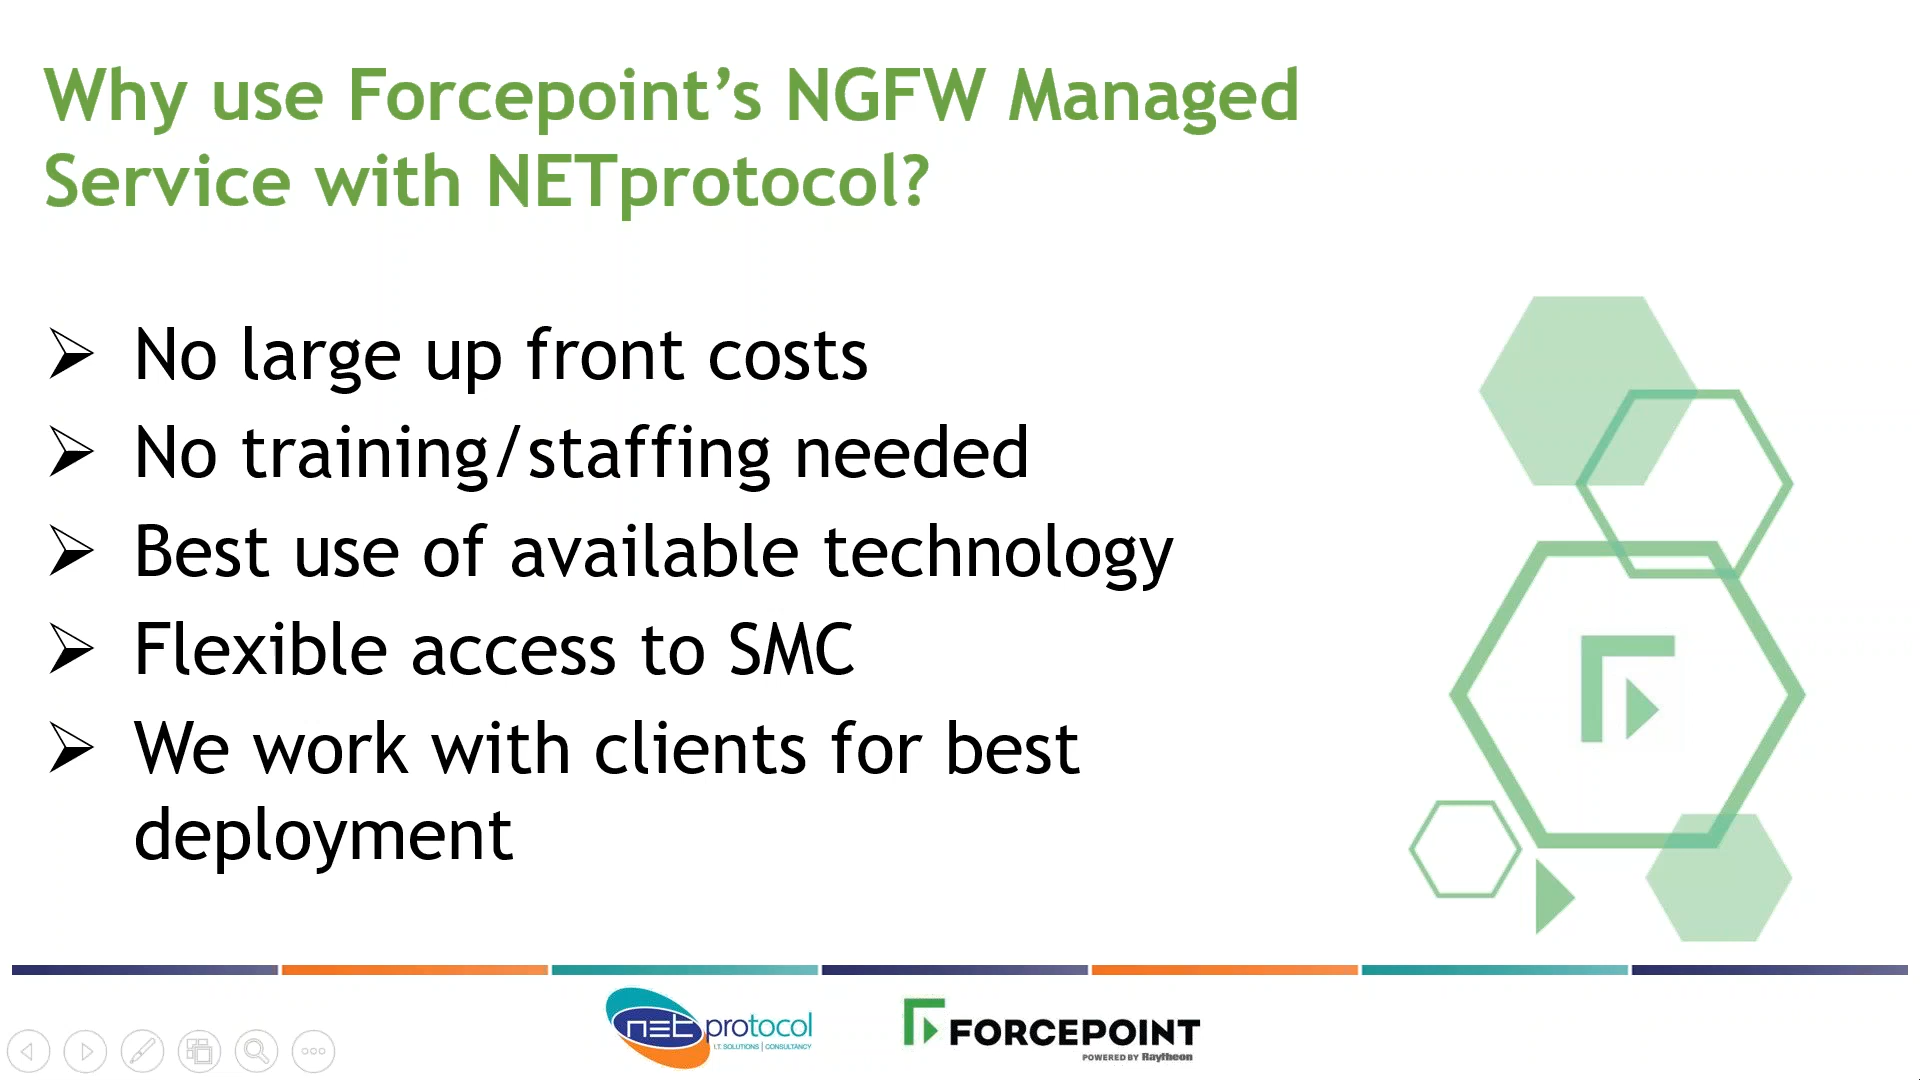 Why use Forcepoint’s NGFW Managed
Service with NETprotocol?
➢ No large up front costs
➢ No training/staffing needed
➢ Best use of available technology
➢ Flexible access to SMC
➢ We work with clients for best
deployment
net protocol
I.T. SOLUTIONS | CONSULTANCY
FORCEPOINT
POWERED BY Raytheon